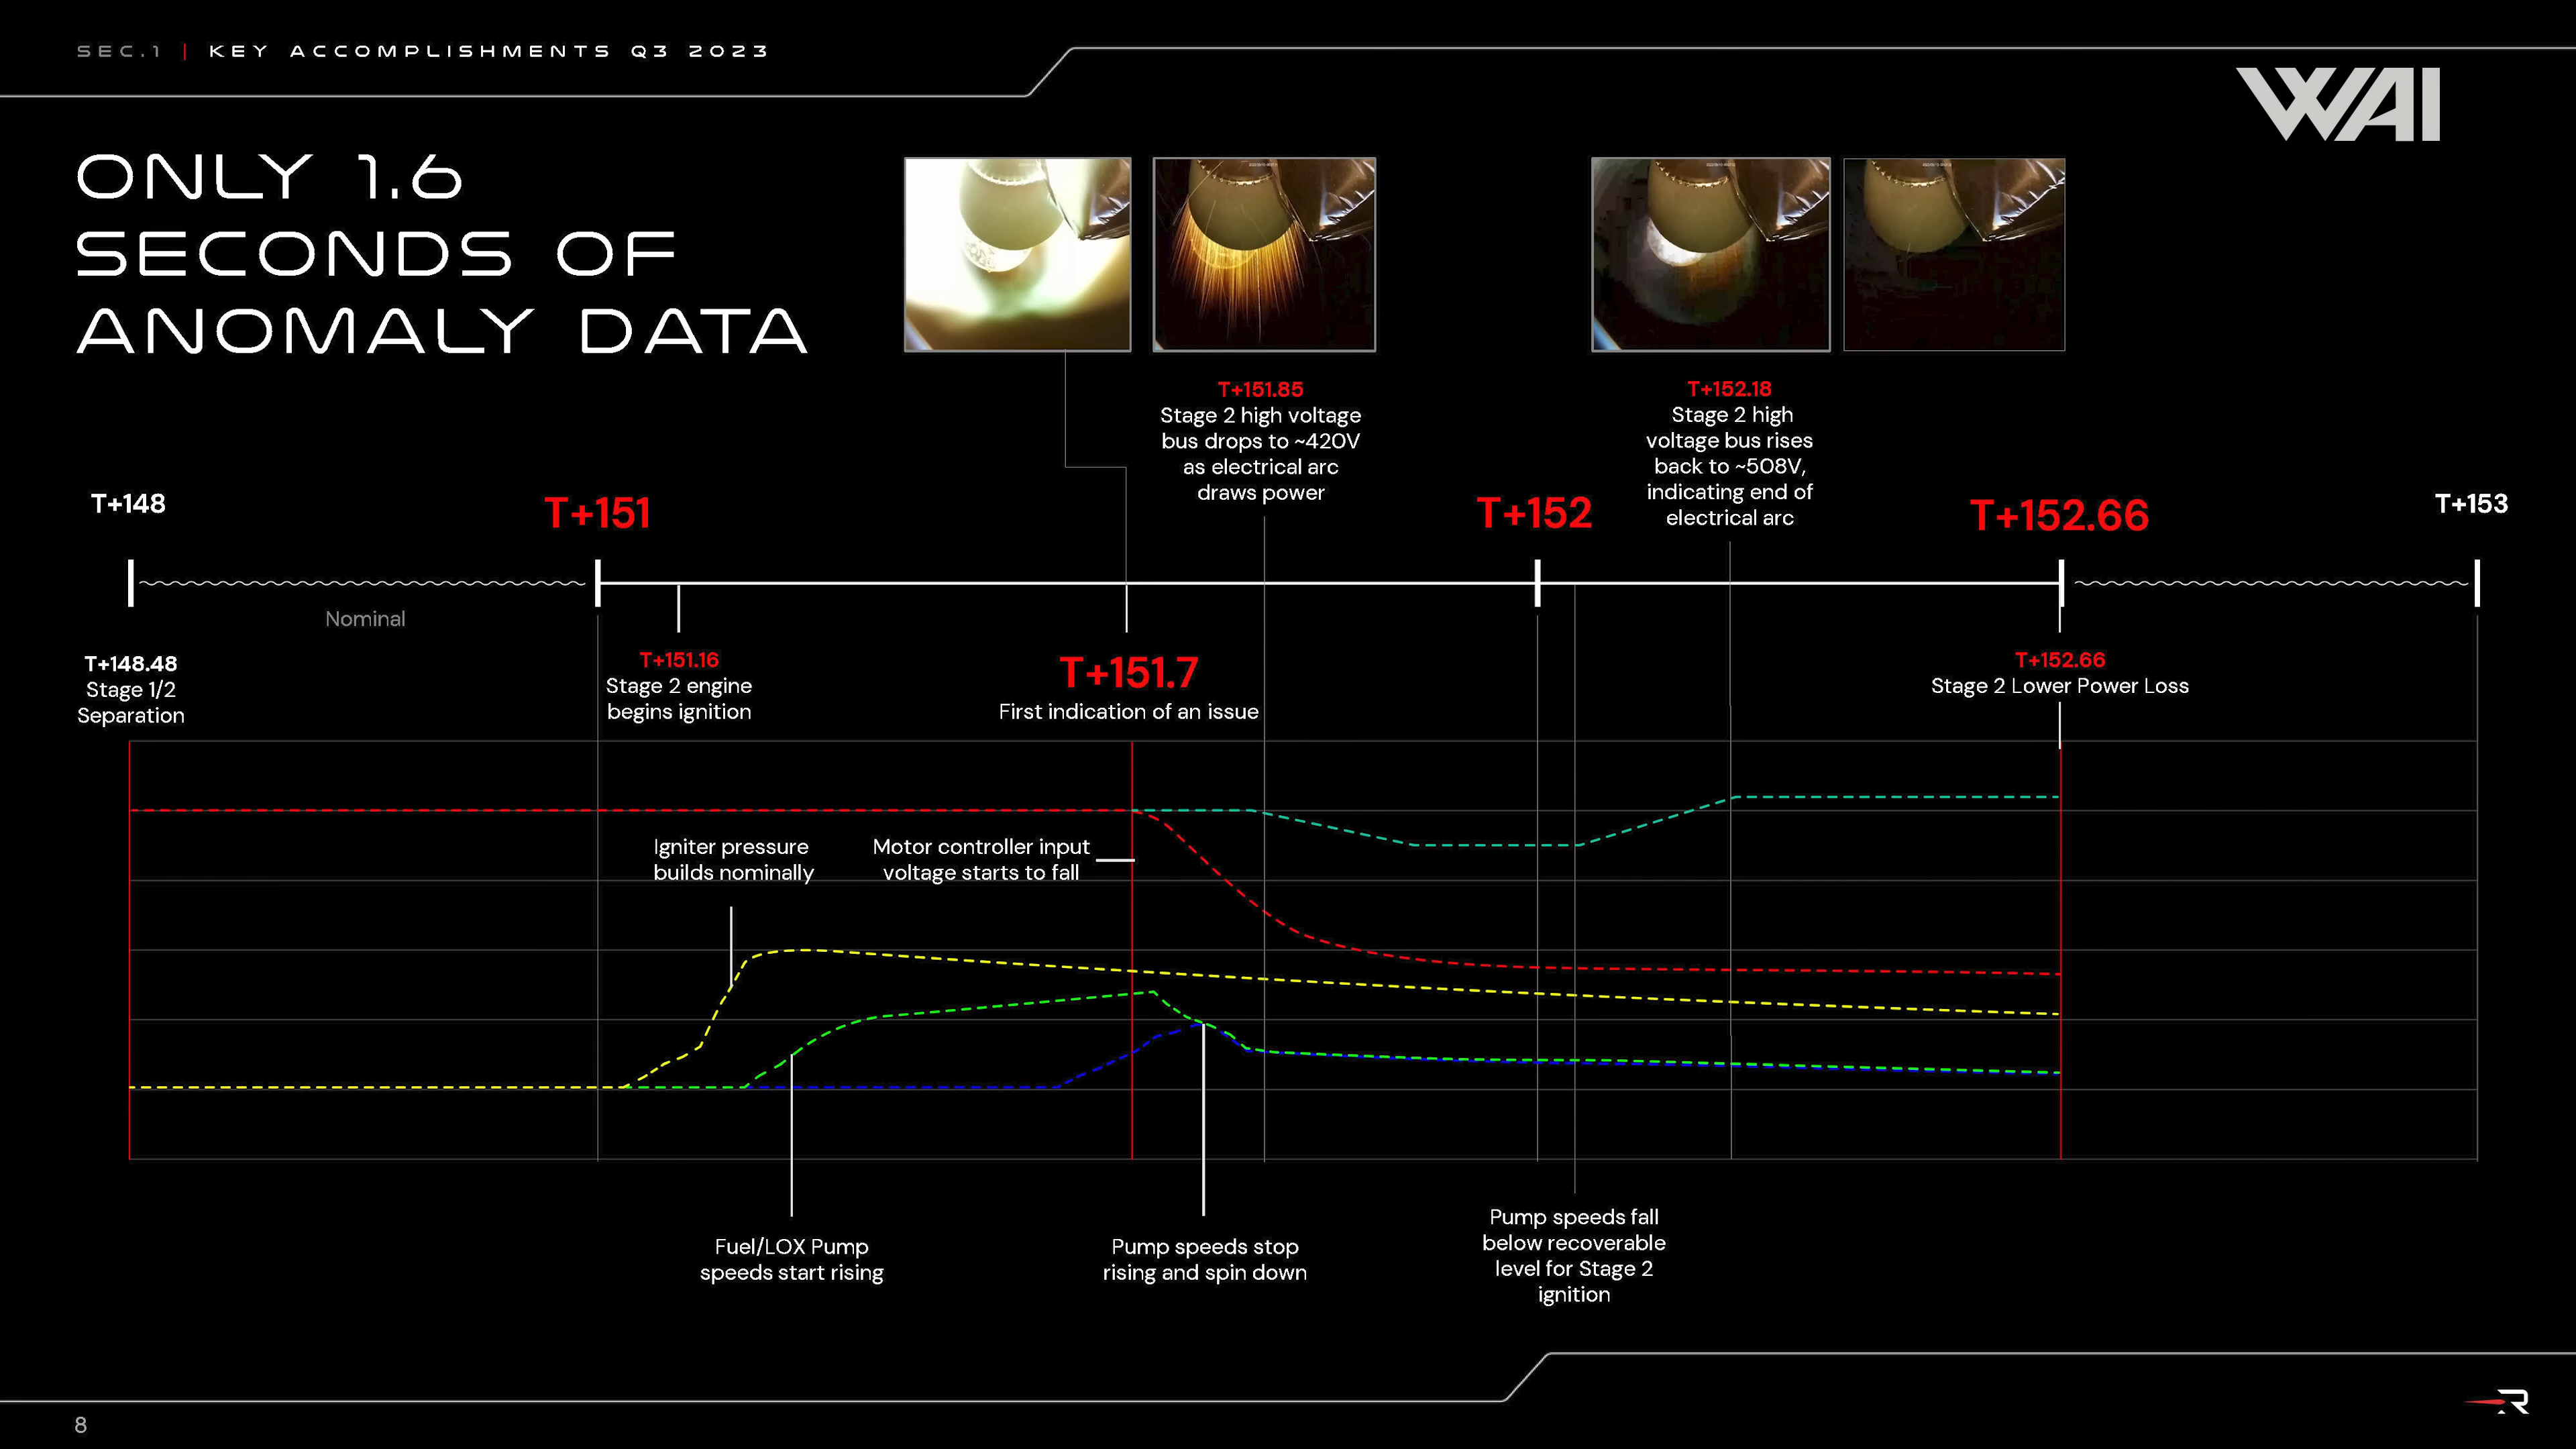 SEC.1 | KEY ACCOMPLISHMENTS Q3 2023
WAI
ONLY 1.6
SECONDS OF
ANOMALY DATA
T+151.85
Stage 2 high voltage
bus drops to ~420V
as electrical arc
draws power
T+152.18
Stage 2 high
voltage bus rises
back to ~508V,
indicating end of
electrical arc
T+148
T+151
T+152
T+152.66
T+153
Nominal
T+148.48
Stage 1/2
Separation
T+151.16
Stage 2 engine
begins ignition
T+151.7
First indication of an issue
T+152.66
Stage 2 Lower Power Loss
Igniter pressure
builds nominally
Motor controller input
voltage starts to fall
Fuel/LOX Pump
speeds start rising
Pump speeds stop
rising and spin down
Pump speeds fall
below recoverable
level for Stage 2
ignition
8
R